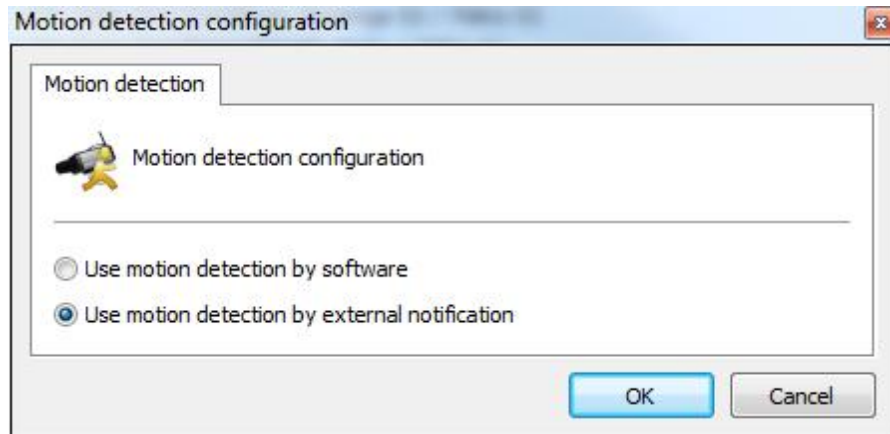 Motion detection configuration
Motion detection
Motion detection configuration
Use motion detection by software
Use motion detection by external notification
OK
Cancel